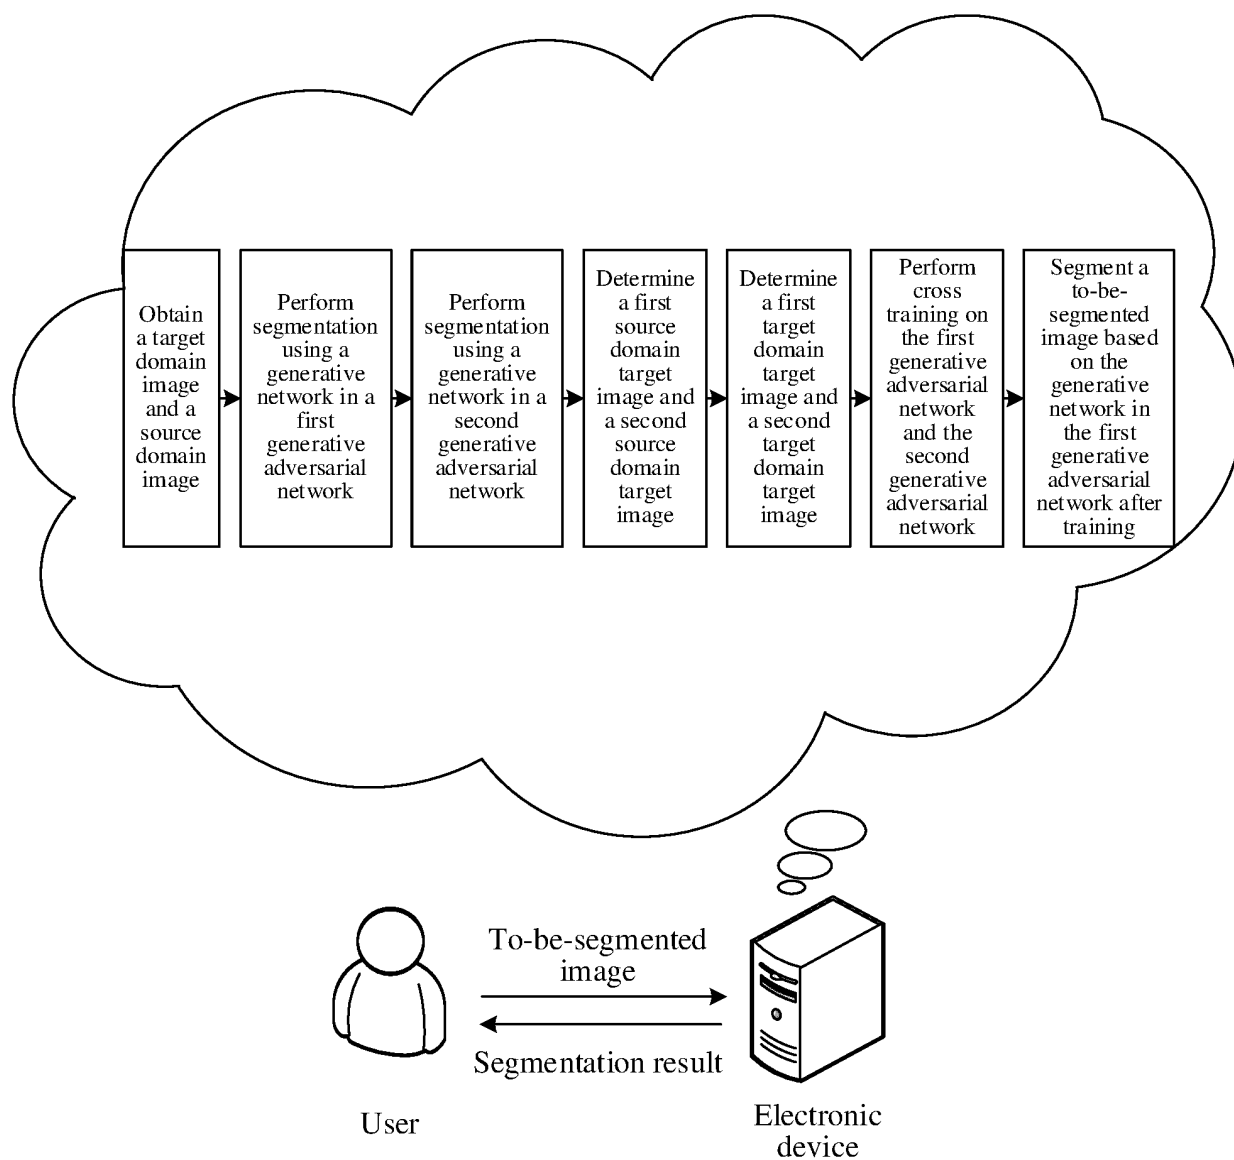 Obtain
a target
domain
image
and a
source
domain
image
Perform
segmentation
using a
generative
network in a
first
generative
adversarial
network
Perform
segmentation
using a
generative
network in a
second
generative
adversarial
network
Determine
a first
source
domain
target
image and
a second
source
domain
target
image
Determine
a first
target
domain
target
image and
a second
target
domain
target
image
Perform
cross
training on
the first
generative
adversarial
network
and the
second
generative
adversarial
network
Segment a
to-be-
segmented
image based
on the
generative
network in
the first
generative
adversarial
network after
training
To-be-segmented
image
Segmentation result
User
Electronic
device